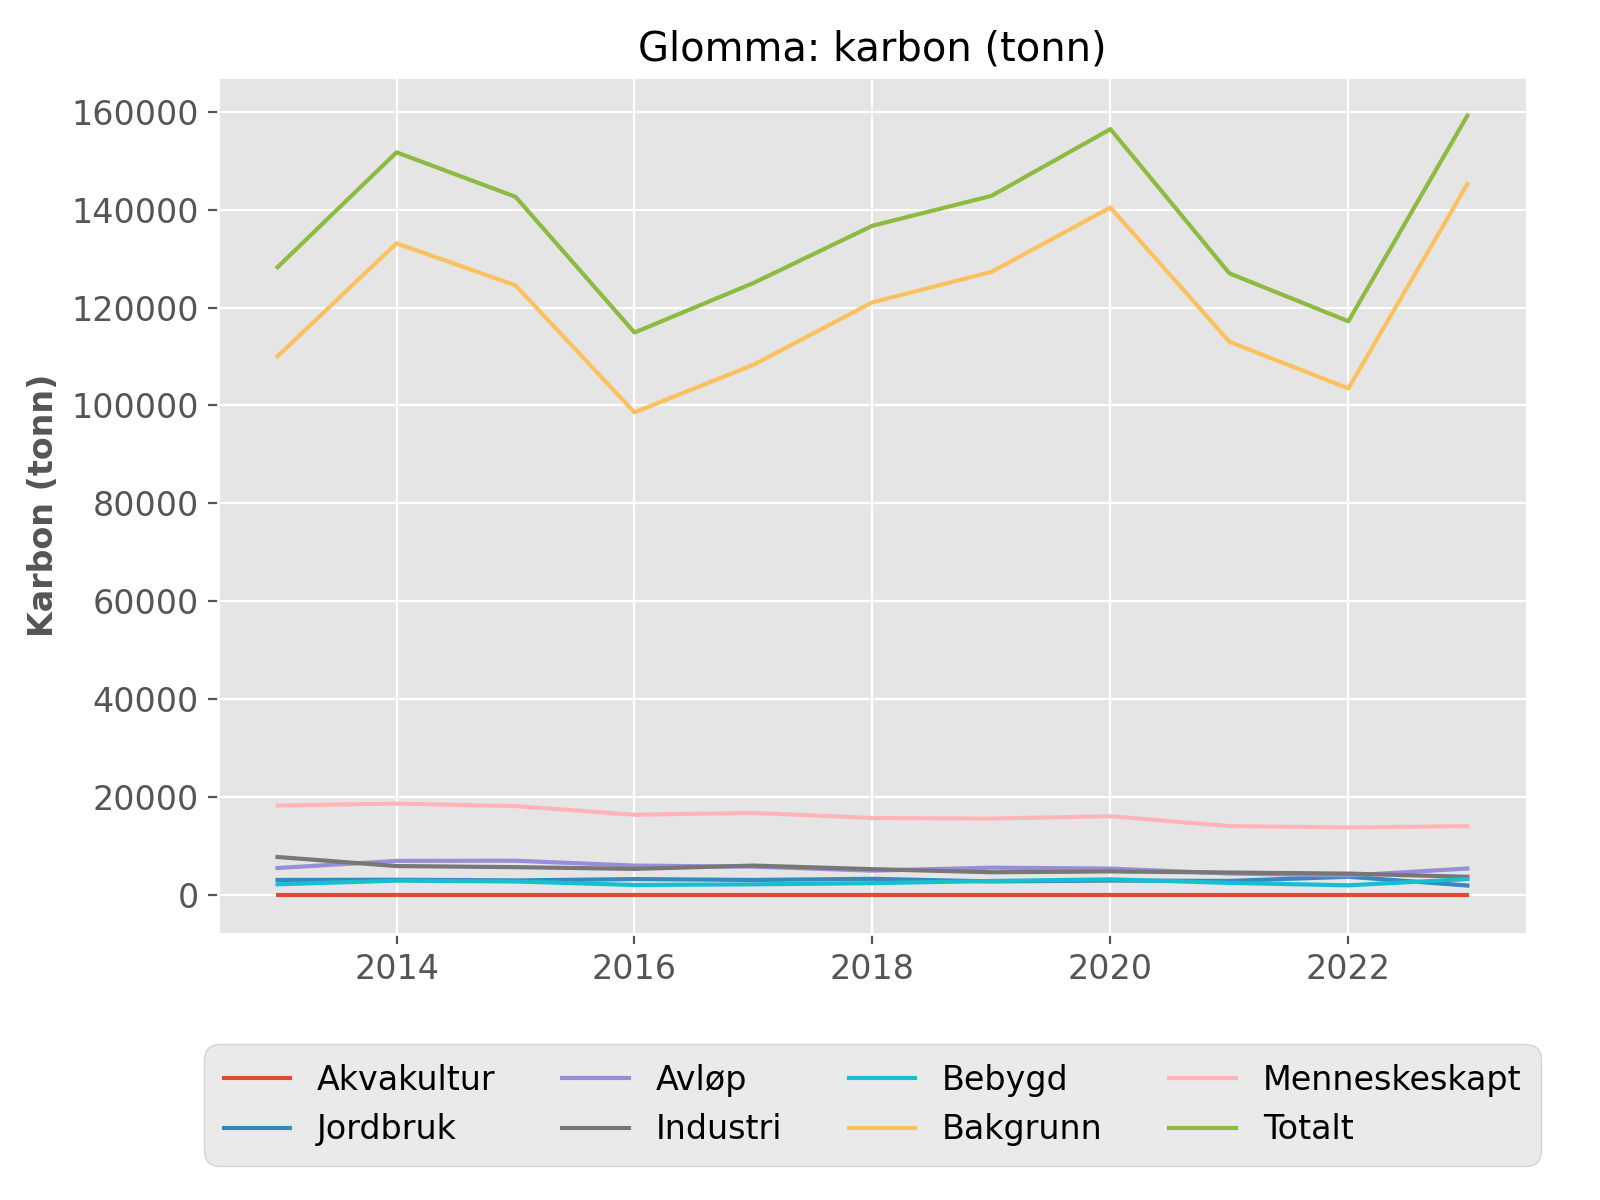 Glomma: karbon (tonn)
Karbon (tonn)
160000
140000
120000
100000
80000
60000
40000
20000
0
2014 2016 2018 2020 2022
Akvakultur Avløp Bebygd Menneskeskapt
Jordbruk Industri Bakgrunn Totalt